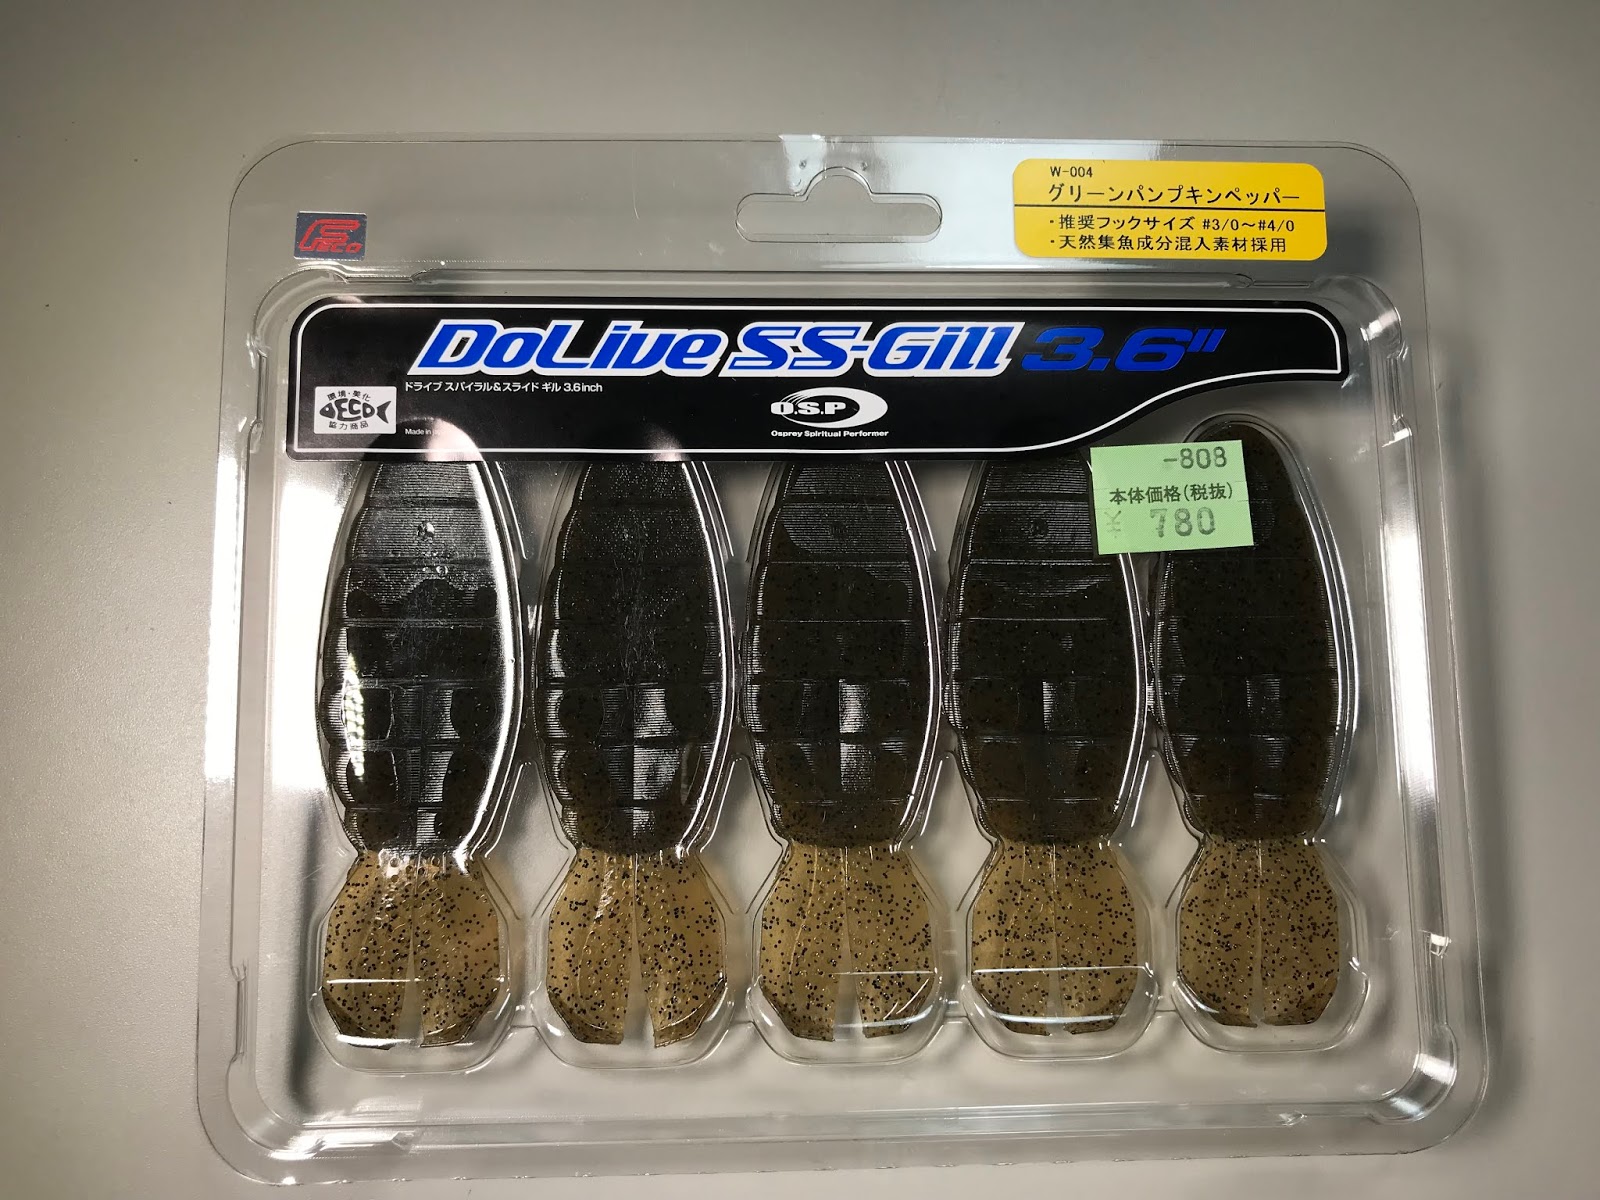 W-004
グリーンパンプキンペッパー
・推奨フックサイズ #3/0～#4/0
・天然集魚成分混入素材採用
Feco
DoLive SS-Gill 3.6"
ドライブ スパイラル&スライド ギル 3.6inch
環境・美化
ECO
協力商品
Made in
O.S.P
Osprey Spiritual Performer
-808
本体価格(税抜)
¥ 780